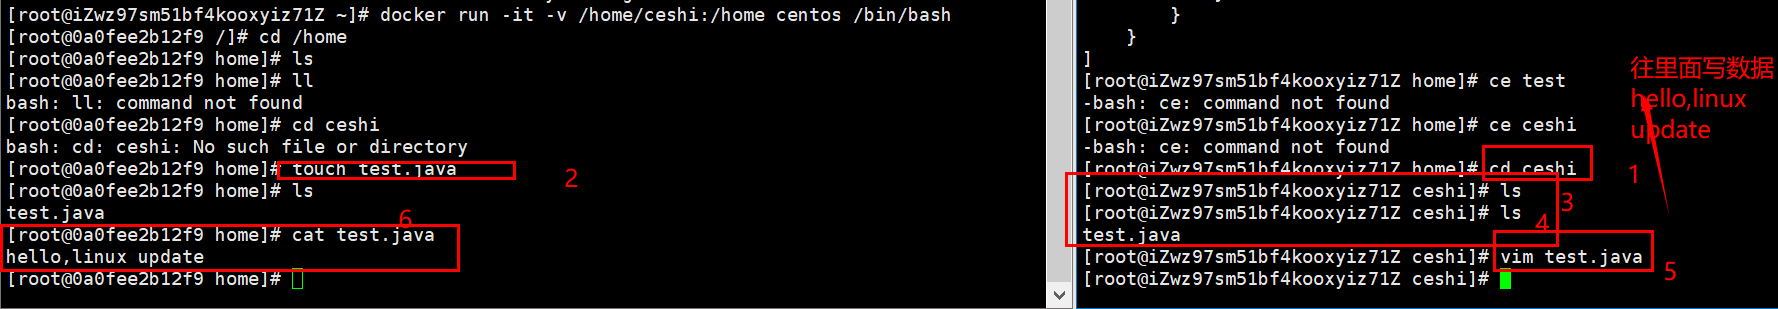 [root@iZwz97sm51bf4kooxyiz71Z ~]# docker run -it -v /home/ceshi:/home centos /bin/bash
[root@0a0fee2b12f9 /]# cd /home
[root@0a0fee2b12f9 home]# ls
[root@0a0fee2b12f9 home]# ll
bash: ll: command not found
[root@0a0fee2b12f9 home]# cd ceshi
bash: cd: ceshi: No such file or directory
[root@0a0fee2b12f9 home]# touch test.java
2
[root@0a0fee2b12f9 home]# ls
test.java
6
[root@0a0fee2b12f9 home]# cat test.java
hello,linux update
[root@0a0fee2b12f9 home]#
}
}
]
[root@iZwz97sm51bf4kooxyiz71Z home]# ce test
-bash: ce: command not found
[root@iZwz97sm51bf4kooxyiz71Z home]# ce ceshi
-bash: ce: command not found
[root@iZwz97sm51bf4kooxyiz71Z home]# cd ceshi
1
[root@iZwz97sm51bf4kooxyiz71Z ceshi]# ls
3
[root@iZwz97sm51bf4kooxyiz71Z ceshi]# ls
4
test.java
[root@iZwz97sm51bf4kooxyiz71Z ceshi]# vim test.java
5
[root@iZwz97sm51bf4kooxyiz71Z ceshi]#
往里面写数据
hello,linux
update